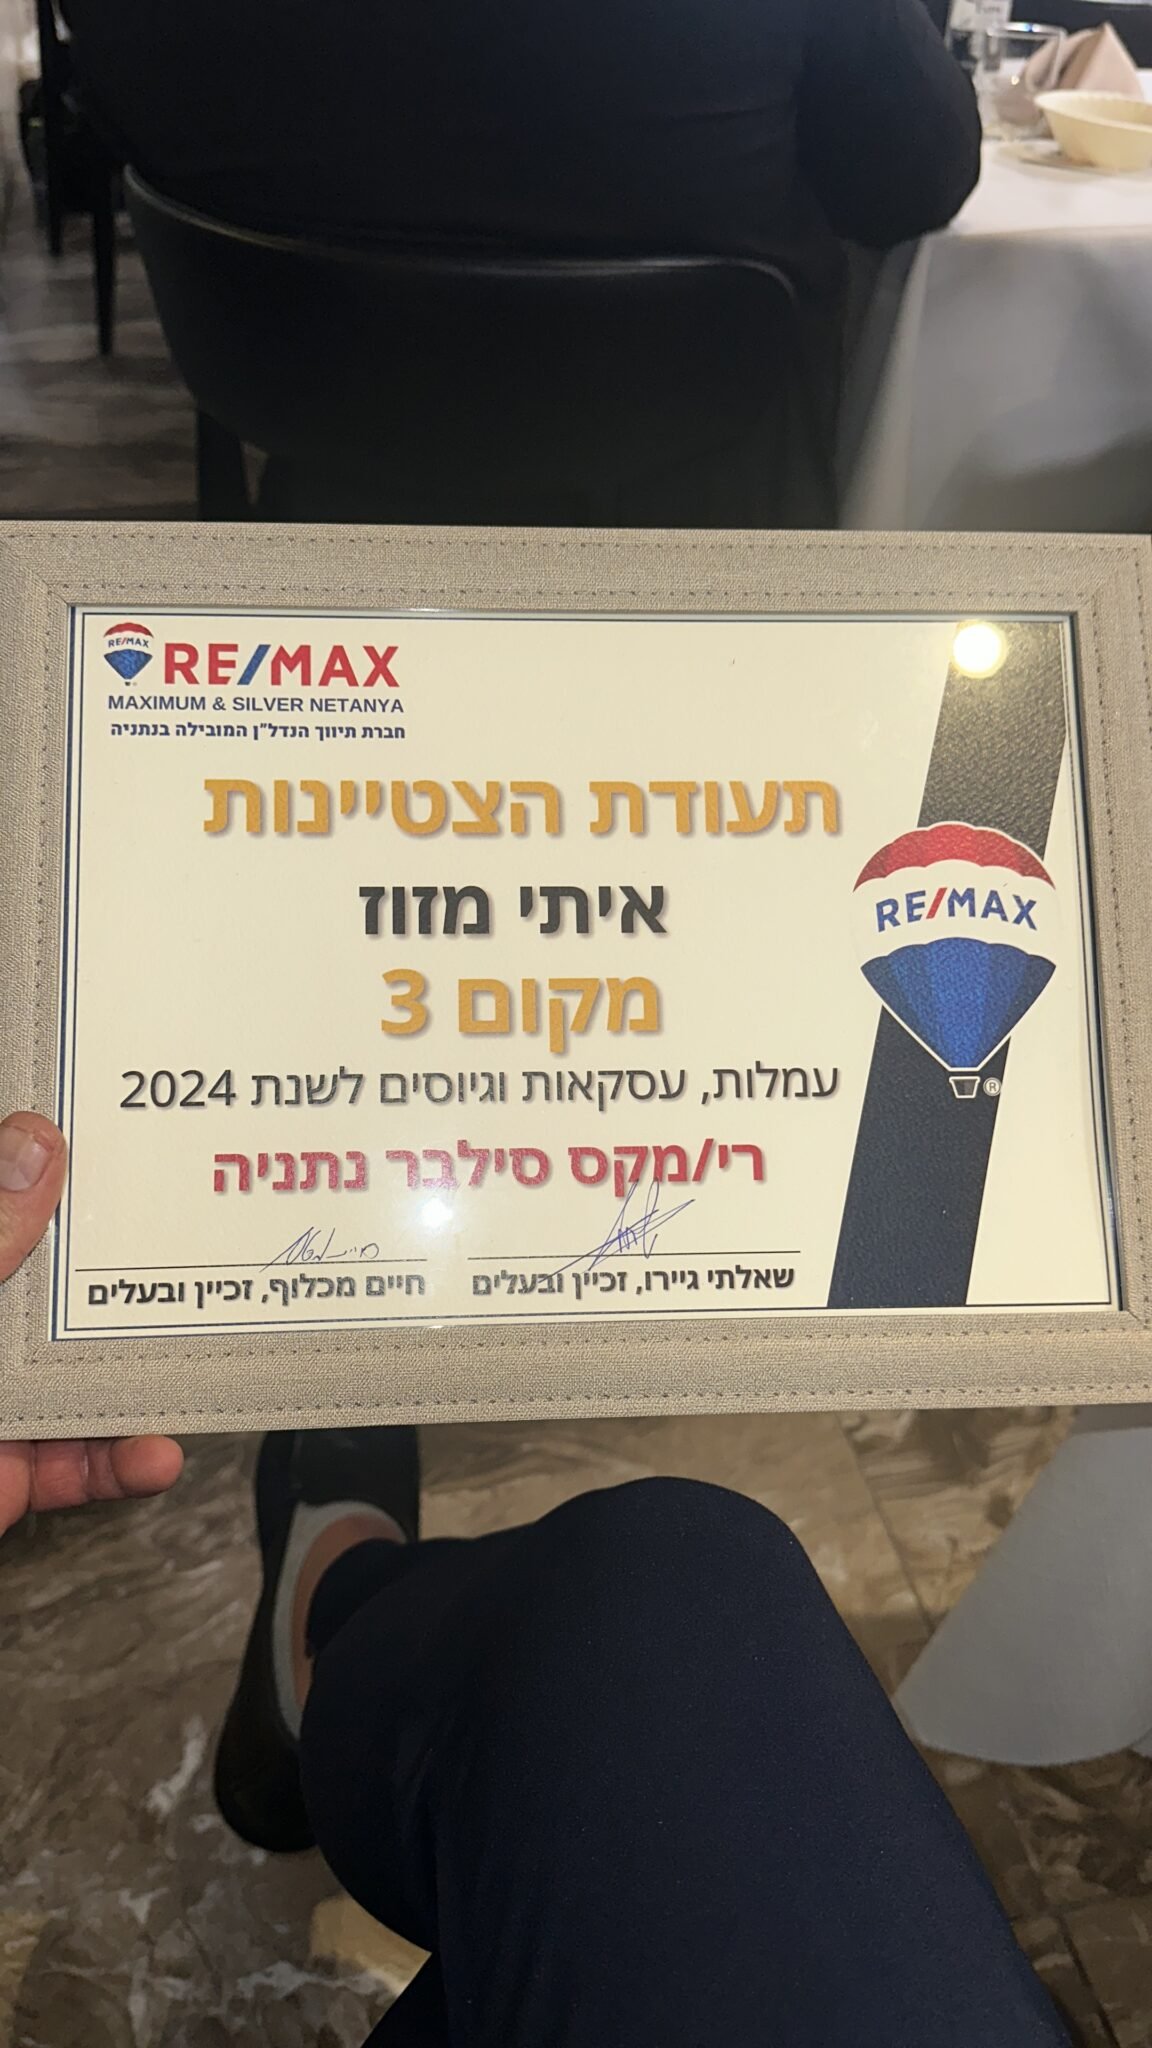 RE/MAX
RE/MAX
MAXIMUM & SILVER NETANYA
חברת תיווך הנדל"ן המובילה בנתניה
תעודת הצטיינות
איתי מזוז
מקום 3
עמלות, עסקאות וגיוסים לשנת 2024
רי/מקס סילבר נתניה
שאלתי גיירו, זכיין ובעלים
חיים מכלוף, זכיין ובעלים
RE/MAX
®